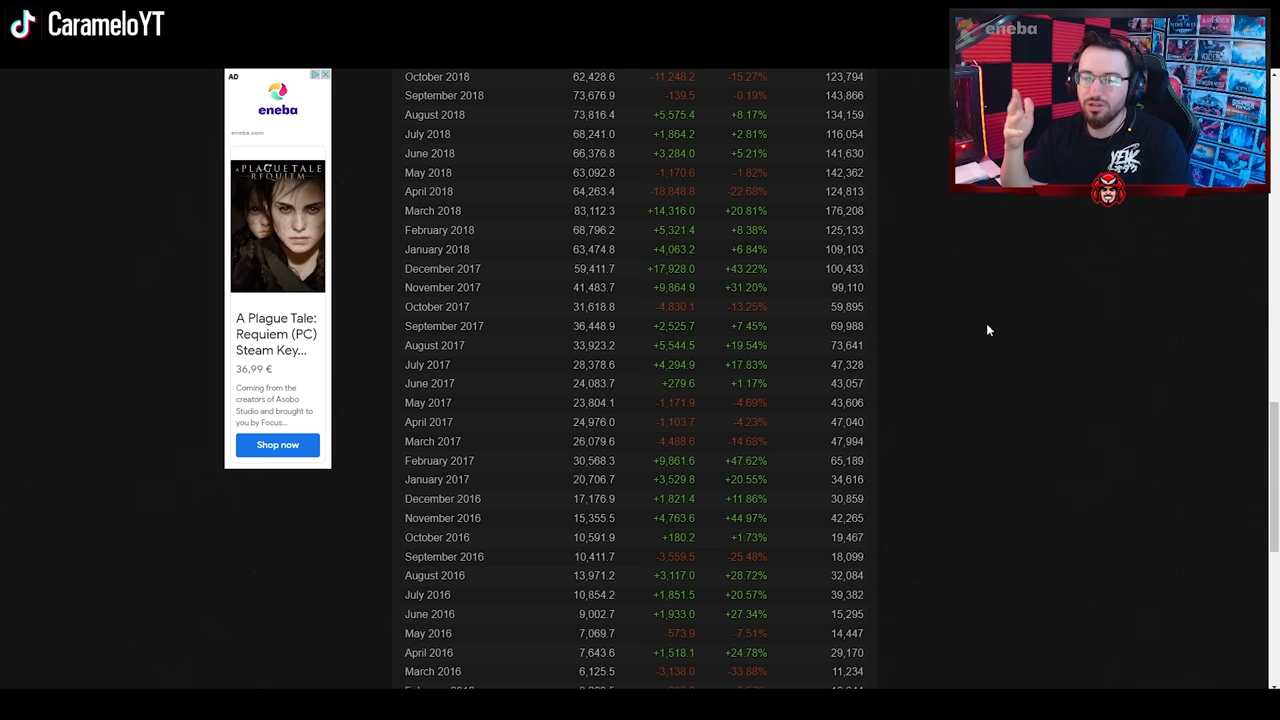 CarameloYT
eneba
AD
eneba
eneba.com
A PLAGUE TALE
REQUIEM
A Plague Tale:
Requiem (PC)
Steam Key...
36,99 €
Coming from the
creators of Asobo
Studio and brought to
you by Focus...
Shop now
October 2018 62,428.6 -11,248.2 -15.27% 123,794
September 2018 73,676.9 -139.5 -0.19% 143,866
August 2018 73,816.4 +5,575.4 +8.17% 134,159
July 2018 68,241.0 +1,864.2 +2.81% 116,054
June 2018 66,376.8 +3,284.0 +5.21% 141,630
May 2018 63,092.8 -1,170.6 -1.82% 142,362
April 2018 64,263.4 -18,848.8 -22.68% 124,813
March 2018 83,112.3 +14,316.0 +20.81% 176,208
February 2018 68,796.2 +5,321.4 +8.38% 125,133
January 2018 63,474.8 +4,063.2 +6.84% 109,103
December 2017 59,411.7 +17,928.0 +43.22% 100,433
November 2017 41,483.7 +9,864.9 +31.20% 99,110
October 2017 31,618.8 -4,830.1 -13.25% 59,895
September 2017 36,448.9 +2,525.7 +7.45% 69,988
August 2017 33,923.2 +5,544.5 +19.54% 73,641
July 2017 28,378.6 +4,294.9 +17.83% 47,328
June 2017 24,083.7 +279.6 +1.17% 43,057
May 2017 23,804.1 -1,171.9 -4.69% 43,606
April 2017 24,976.0 -1,103.7 -4.23% 47,040
March 2017 26,079.6 -4,488.6 -14.68% 47,994
February 2017 30,568.3 +9,861.6 +47.62% 65,189
January 2017 20,706.7 +3,529.8 +20.55% 34,616
December 2016 17,176.9 +1,821.4 +11.86% 30,859
November 2016 15,355.5 +4,763.6 +44.97% 42,265
October 2016 10,591.9 +180.2 +1.73% 19,467
September 2016 10,411.7 -3,559.5 -25.48% 18,099
August 2016 13,971.2 +3,117.0 +28.72% 32,084
July 2016 10,854.2 +1,851.5 +20.57% 39,382
June 2016 9,002.7 +1,933.0 +27.34% 15,295
May 2016 7,069.7 -573.9 -7.51% 14,447
April 2016 7,643.6 +1,518.1 +24.78% 29,170
March 2016 6,125.5 -3,138.0 -33.88% 11,234